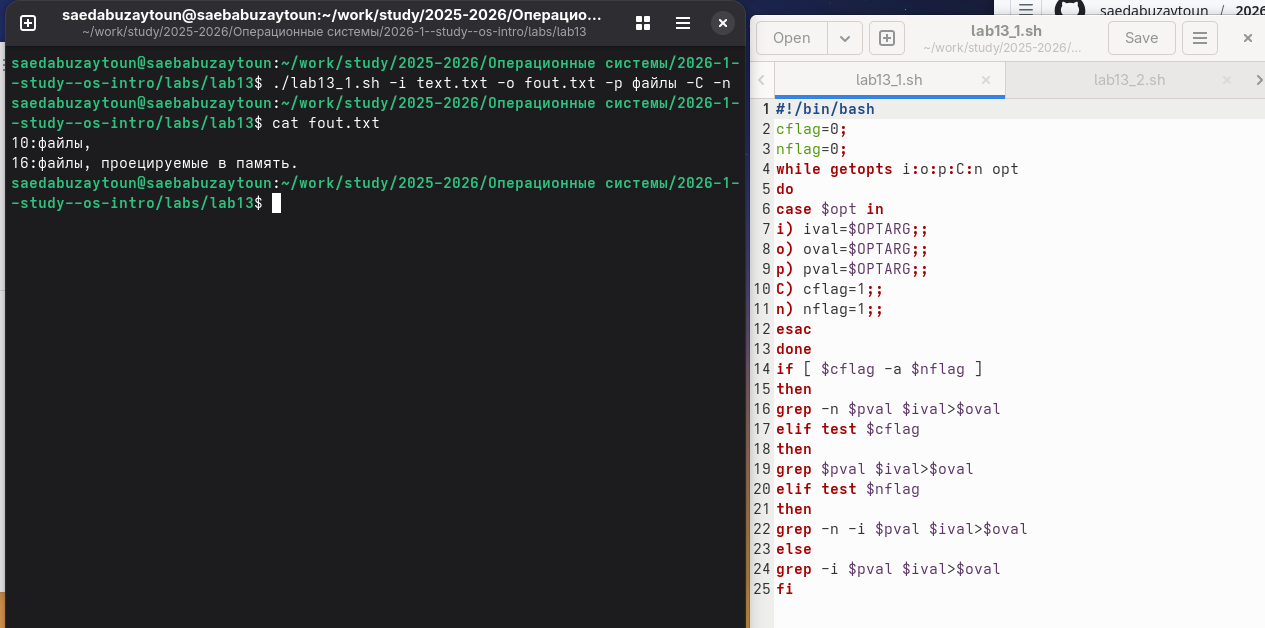 saedabuzaytoun@saebabuzaytoun:~/work/study/2025-2026/Операцио...
~/work/study/2025-2026/Операционные системы/2026-1--study--os-intro/labs/lab13
saedabuzaytoun@saebabuzaytoun:~/work/study/2025-2026/Операционные системы/2026-1-
-study--os-intro/labs/lab13$ ./lab13_1.sh -i text.txt -o fout.txt -p файлы -C -n
saedabuzaytoun@saebabuzaytoun:~/work/study/2025-2026/Операционные системы/2026-1-
-study--os-intro/labs/lab13$ cat fout.txt
10:файлы,
16:файлы, проецируемые в память.
saedabuzaytoun@saebabuzaytoun:~/work/study/2025-2026/Операционные системы/2026-1-
-study--os-intro/labs/lab13$
saedabuzaytoun / 2026
Open
lab13_1.sh
~/work/study/2025-2026/...
Save
lab13_1.sh
lab13_2.sh
1 #!/bin/bash
2 cflag=0;
3 nflag=0;
4 while getopts i:o:p:C:n opt
5 do
6 case $opt in
7 i) ival=$OPTARG;;
8 o) oval=$OPTARG;;
9 p) pval=$OPTARG;;
10 C) cflag=1;;
11 n) nflag=1;;
12 esac
13 done
14 if [ $cflag -a $nflag ]
15 then
16 grep -n $pval $ival>$oval
17 elif test $cflag
18 then
19 grep $pval $ival>$oval
20 elif test $nflag
21 then
22 grep -n -i $pval $ival>$oval
23 else
24 grep -i $pval $ival>$oval
25 fi